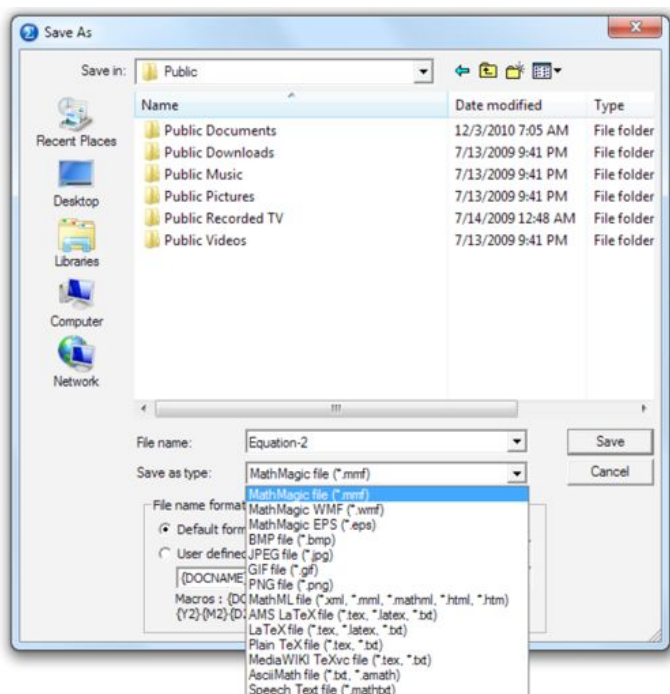 Save As
Save in: Public
Name Date modified Type
Public Documents 12/3/2010 7:05 AM File folder
Public Downloads 7/13/2009 9:41 PM File folder
Public Music 7/13/2009 9:41 PM File folder
Public Pictures 7/13/2009 9:41 PM File folder
Public Recorded TV 7/14/2009 12:48 AM File folder
Public Videos 7/13/2009 9:41 PM File folder
Recent Places
Desktop
Libraries
Computer
Network
File name: Equation-2 Save
Save as type: MathMagic file (*.mmf) Cancel
MathMagic file (*.mmf)
MathMagic WMF (*.wmf)
MathMagic EPS (*.eps)
BMP file (*.bmp)
JPEG file (*.jpg)
GIF file (*.gif)
PNG file (*.png)
MathML file (*.xml, *.mml, *.mathml, *.html, *.htm)
AMS LaTeX file (*.tex, *.latex, *.txt)
LaTeX file (*.tex, *.latex, *.txt)
Plain TeX file (*.tex, *.txt)
MediaWIKI TeXvc file (*.tex, *.txt)
AsciiMath file (*.txt, *.amath)
Speech Text file (*.mathtxt)
File name format
Default form
User defined
{DOCNAME
Macros : {DO
{Y2}{M2}{D2